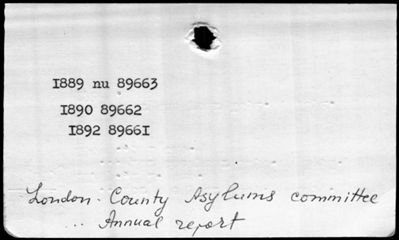 1889 nu 89663
1890 89662
1892 89661
London. County Asylums committee
... Annual report